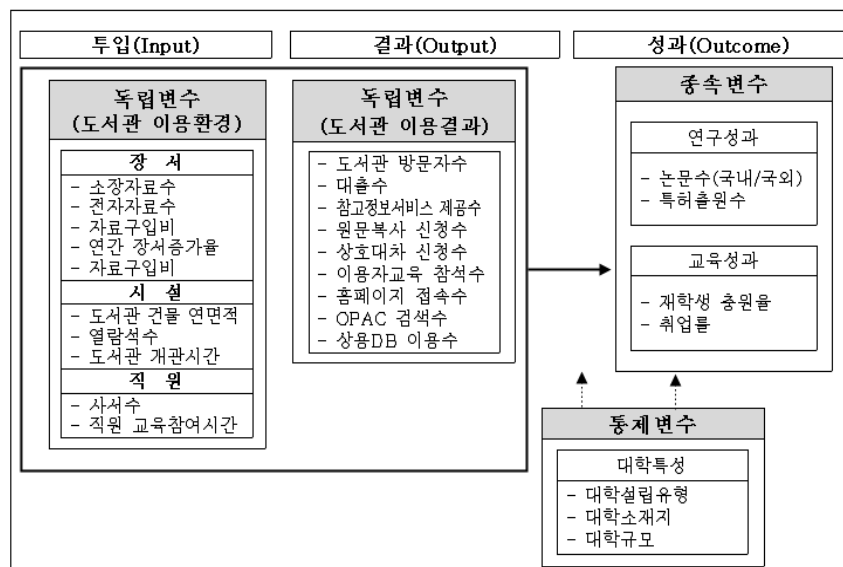 투입(Input)
결과(Output)
성과(Outcome)
독립변수
(도서관 이용환경)
장 서
- 소장자료수
- 전자자료수
- 자료구입비
- 연간 장서증가율
- 자료구입비
시 설
- 도서관 건물 연면적
- 열람석수
- 도서관 개관시간
직 원
- 사서수
- 직원 교육참여시간
독립변수
(도서관 이용결과)
- 도서관 방문자수
- 대출수
- 참고정보서비스 제공수
- 원문복사 신청수
- 상호대차 신청수
- 이용자교육 참석수
- 홈페이지 접속수
- OPAC 검색수
- 상용DB 이용수
종속변수
연구성과
- 논문수(국내/국외)
- 특허출원수
교육성과
- 재학생 충원율
- 취업률
통제변수
대학특성
- 대학설립유형
- 대학소재지
- 대학규모